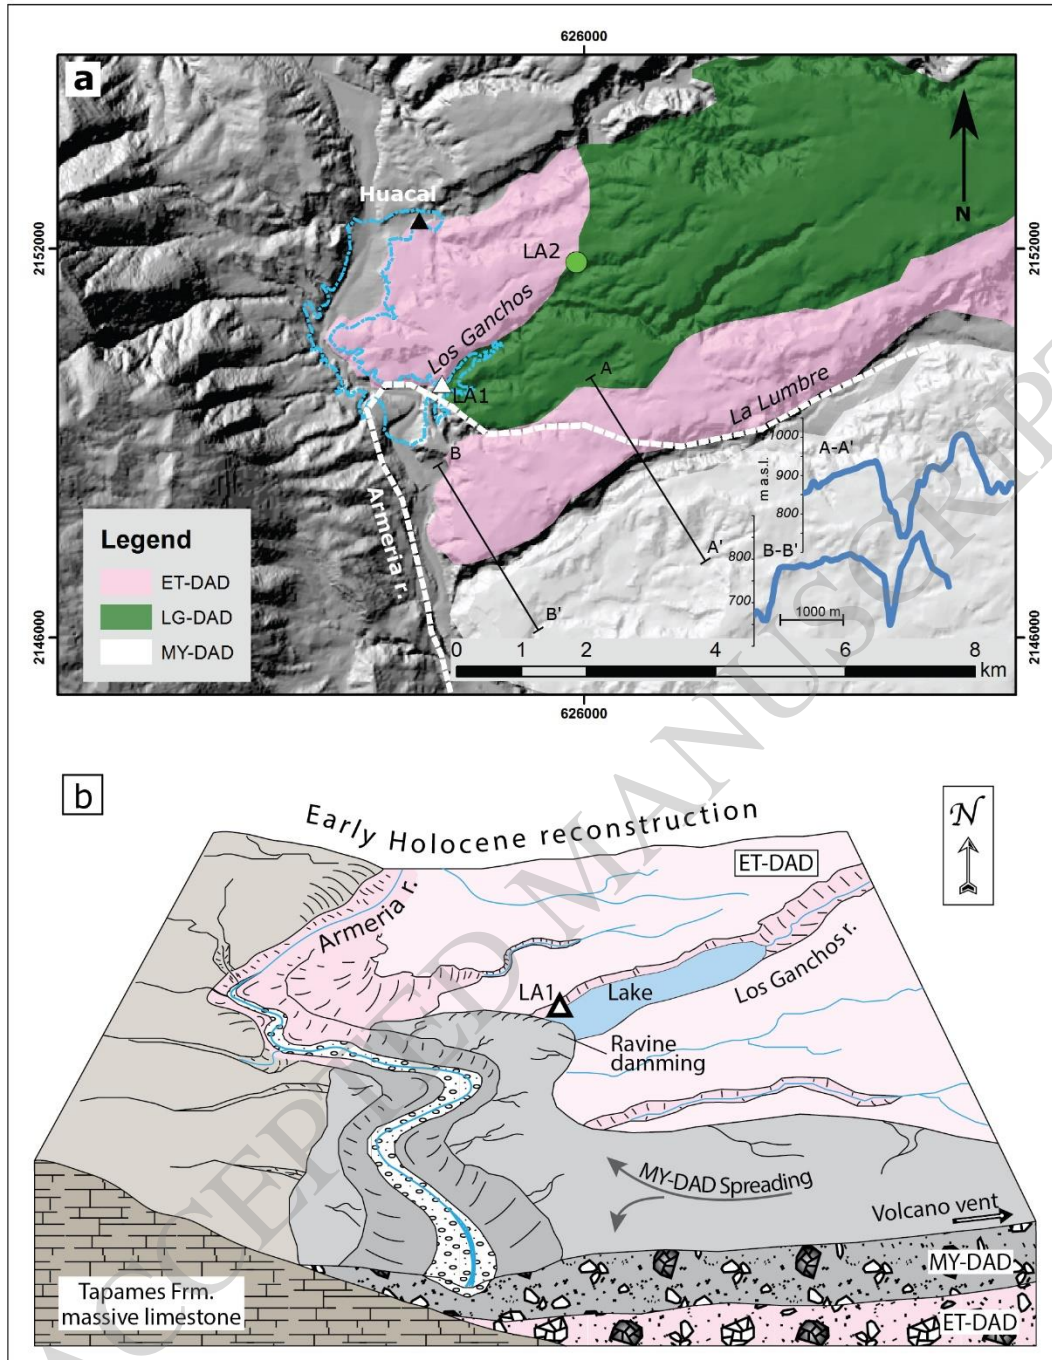 626000
a
N
Huacal
2152000
2152000
LA2
Los Ganchos
A
LA1
La Lumbre
B
Armeria r.
A-A'
m a.s.l.
1000
900
800
Legend
ET-DAD
LG-DAD
MY-DAD
A'
B-B'
800
700
1000 m
B'
2146000
2146000
0 1 2 4 6 8
km
626000
ACCEPTED MANUSCRIPT
b
Early Holocene reconstruction
N
ET-DAD
Armeria r.
LA1
Lake
Los Ganchos r.
Ravine
damming
MY-DAD Spreading
Volcano vent
MY-DAD
Tapames Frm.
massive limestone
ET-DAD